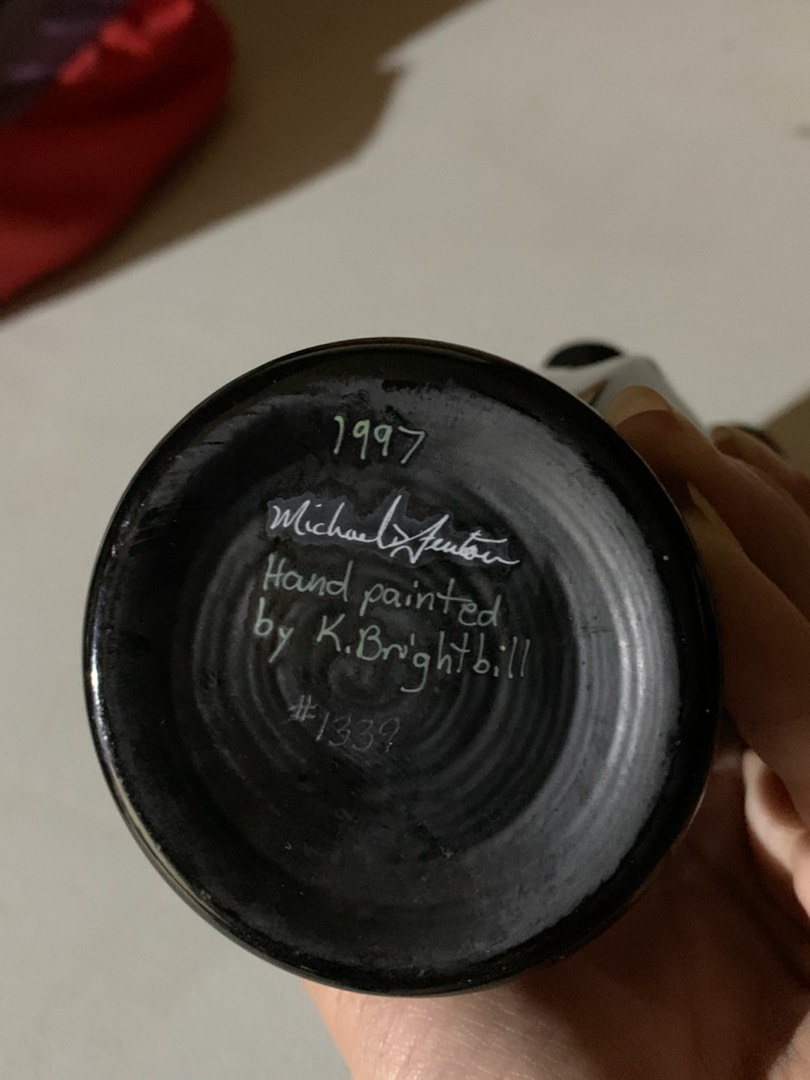 1997
Michael Fenton
Hand painted
by K. Brightbill
#1339